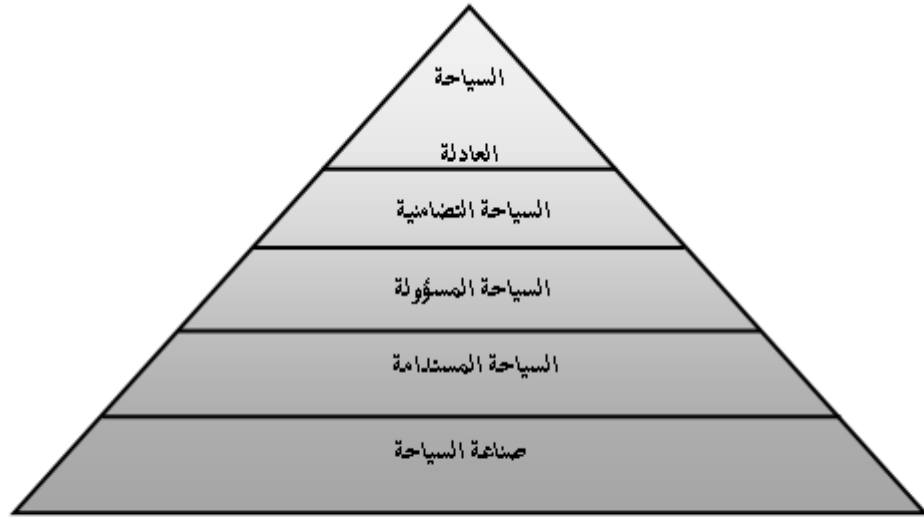 السياحة
العادلة
السياحة التضامنية
السياحة المسؤولة
السياحة المستدامة
صناعة السياحة